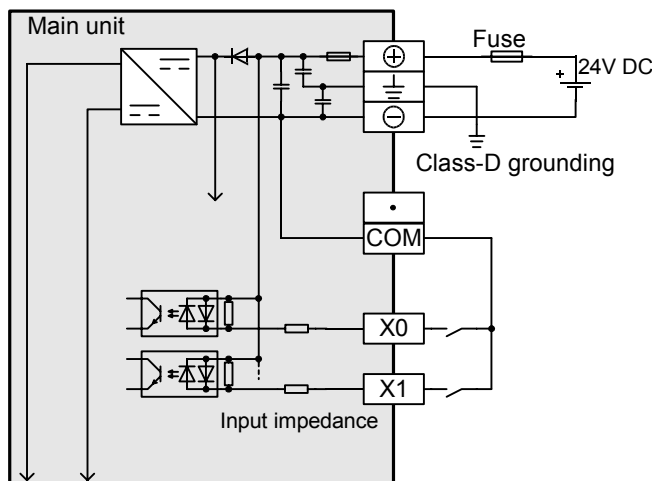 Main unit
Fuse
24V DC
+
Class-D grounding
COM
X0
X1
Input impedance